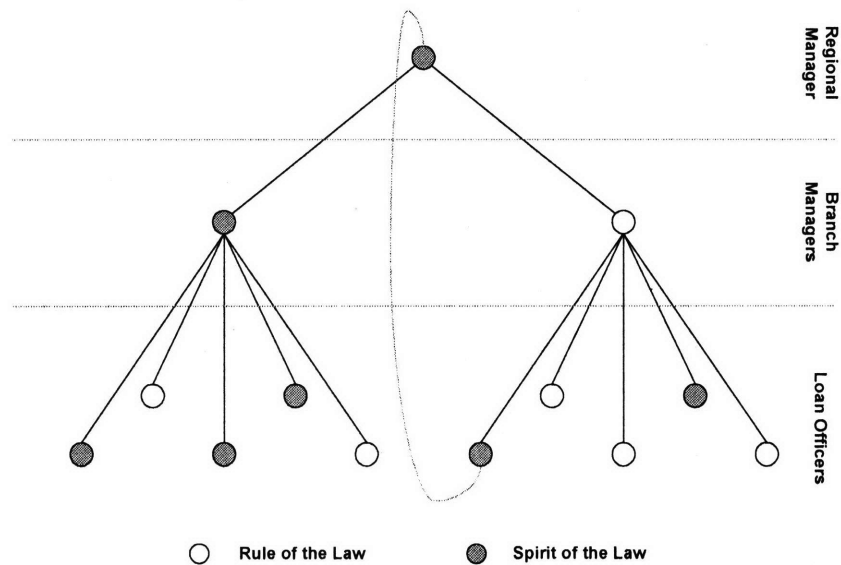 Regional
Manager
Branch
Managers
Loan Officers
Rule of the Law
Spirit of the Law